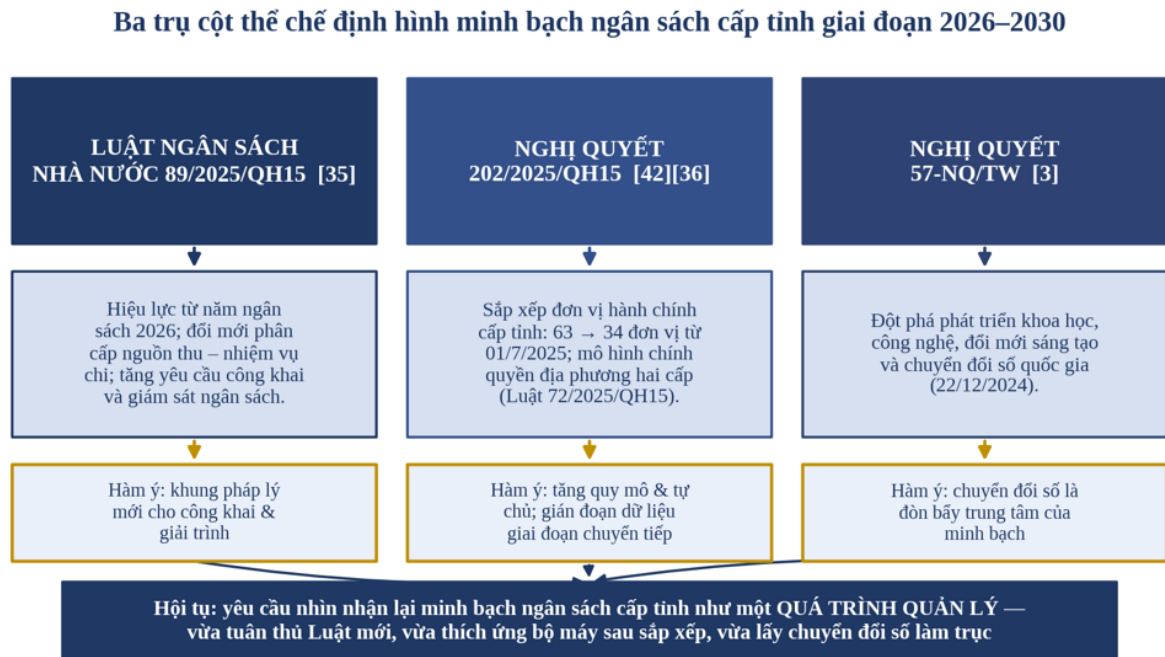 Ba trụ cột thể chế định hình minh bạch ngân sách cấp tỉnh giai đoạn 2026–2030
LUẬT NGÂN SÁCH
NHÀ NƯỚC 89/2025/QH15 [35]
Hiệu lực từ năm ngân
sách 2026; đổi mới phân
cấp nguồn thu – nhiệm vụ
chi; tăng yêu cầu công khai
và giám sát ngân sách.
Hàm ý: khung pháp lý
mới cho công khai &
giải trình
NGHỊ QUYẾT
202/2025/QH15 [42][36]
Sắp xếp đơn vị hành chính
cấp tỉnh: 63 → 34 đơn vị từ
01/7/2025; mô hình chính
quyền địa phương hai cấp
(Luật 72/2025/QH15).
Hàm ý: tăng quy mô & tự
chủ; gián đoạn dữ liệu
giai đoạn chuyển tiếp
NGHỊ QUYẾT
57-NQ/TW [3]
Đột phá phát triển khoa học,
công nghệ, đổi mới sáng tạo
và chuyển đổi số quốc gia
(22/12/2024).
Hàm ý: chuyển đổi số là
đòn bẩy trung tâm của
minh bạch
Hội tụ: yêu cầu nhìn nhận lại minh bạch ngân sách cấp tỉnh như một QUÁ TRÌNH QUẢN LÝ —
vừa tuân thủ Luật mới, vừa thích ứng bộ máy sau sắp xếp, vừa lấy chuyển đổi số làm trục